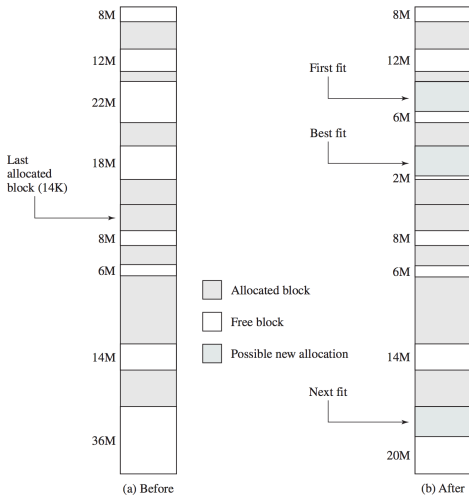 8M
12M
22M
Last
allocated
block (14K)
18M
8M
6M
14M
36M
(a) Before
Allocated block
Free block
Possible new allocation
8M
12M
First fit
6M
Best fit
2M
8M
6M
14M
Next fit
20M
(b) After